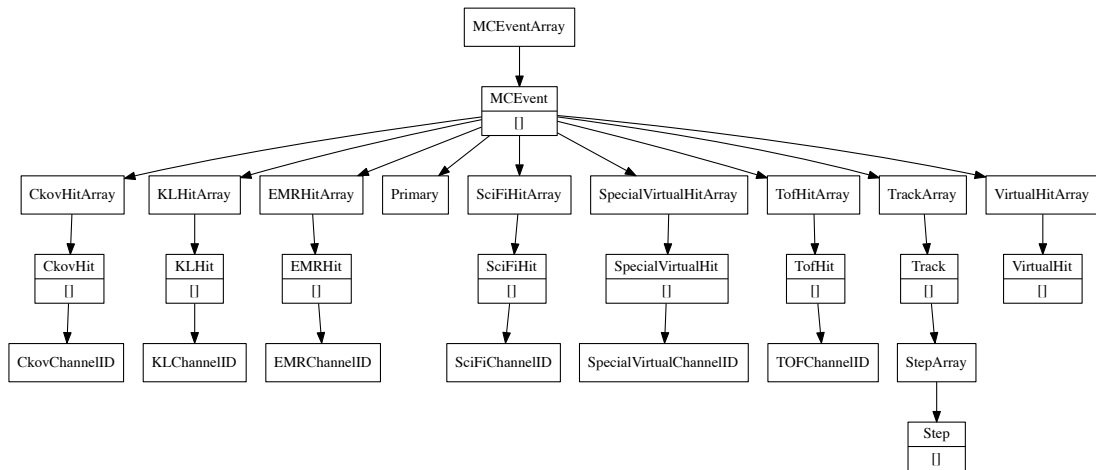 MCEventArray
MCEvent
[]
CkovHitArray
KLHitArray
EMRHitArray
Primary
SciFiHitArray
SpecialVirtualHitArray
TofHitArray
TrackArray
VirtualHitArray
CkovHit
[]
KLHit
[]
EMRHit
[]
SciFiHit
[]
SpecialVirtualHit
[]
TofHit
[]
Track
[]
VirtualHit
[]
CkovChannelID
KLChannelID
EMRChannelID
SciFiChannelID
SpecialVirtualChannelID
TOFChannelID
StepArray
Step
[]